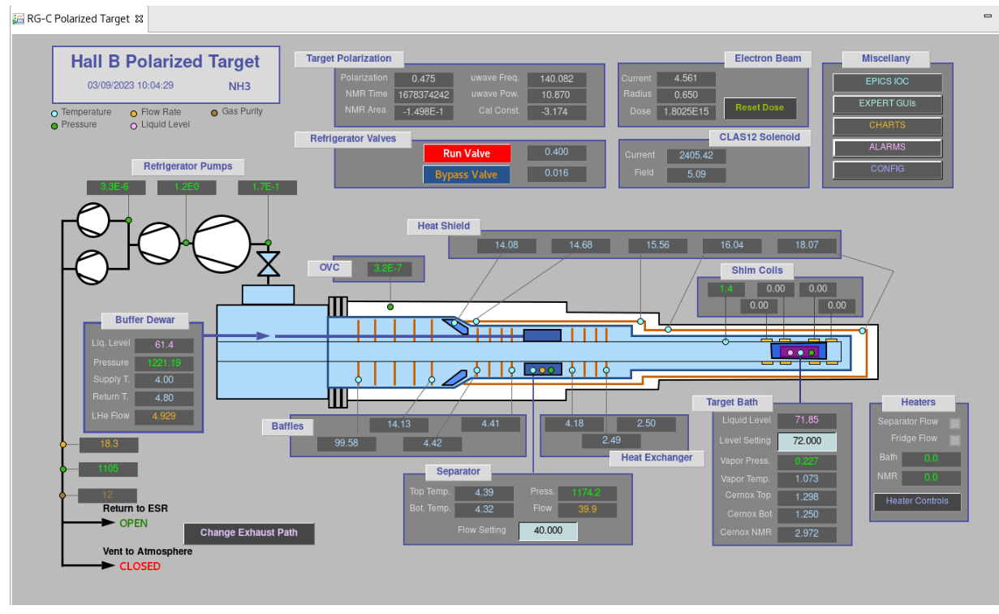 RG-C Polarized Target
Hall B Polarized Target
03/09/2023 10:04:29 NH3
Temperature Flow Rate Gas Purity
Pressure Liquid Level
Target Polarization
Polarization 0.475 uwave Freq. 140.082
NMR Time 1678374242 uwave Pow. 10.870
NMR Area -1.498E-1 Cal Const. -3.174
Electron Beam
Current 4.561
Radius 0.650
Dose 1.8025E15
Reset Dose
Miscellany
EPICS IOC
EXPERT GUIs
CHARTS
ALARMS
CONFIG
Refrigerator Valves
Run Valve 0.400
Bypass Valve 0.016
CLAS12 Solenoid
Current 2405.42
Field 5.09
Refrigerator Pumps
3.3E-6 1.2E0 1.7E-1
Heat Shield
14.08 14.68 15.56 16.04 18.07
OVC 3.2E-7
Shim Coils
1.4 0.00 0.00
0.00 0.00
Buffer Dewar
Liq. Level 61.4
Pressure 1221.19
Supply T. 4.00
Return T. 4.80
LHe Flow 4.929
Baffles
14.13 4.41
99.58 4.42
4.18 2.50
2.49
Heat Exchanger
Separator
Top Temp. 4.39 Press. 1174.2
Bot. Temp. 4.32 Flow 39.9
Flow Setting 40.000
Target Bath
Liquid Level 71.85
Level Setting 72.000
Vapor Press. 0.227
Vapor Temp. 1.073
Cernox Top 1.298
Cernox Bot 1.250
Cernox NMR 2.972
Heaters
Separator Flow
Fridge Flow
Bath 0.0
NMR 0.0
Heater Controls
18.3
1105
12
Return to ESR
OPEN
Change Exhaust Path
Vent to Atmosphere
CLOSED